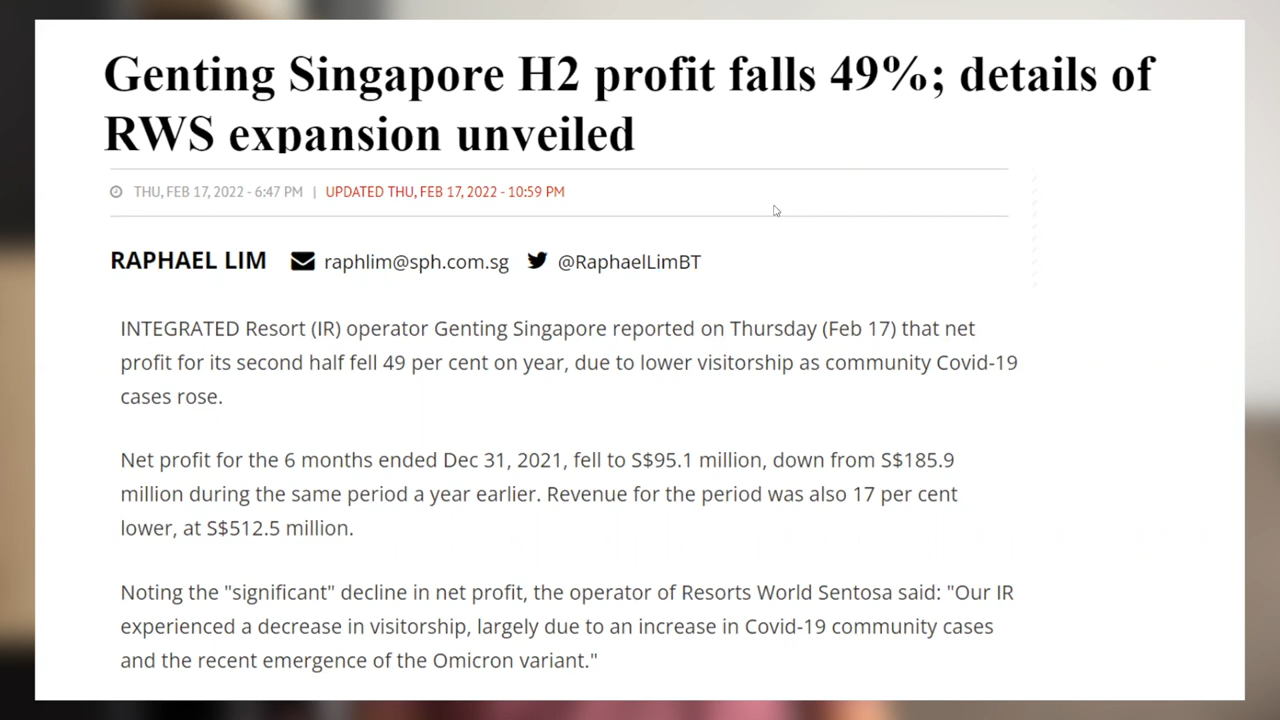 Genting Singapore H2 profit falls 49%; details of
RWS expansion unveiled
THU, FEB 17, 2022 - 6:47 PM | UPDATED THU, FEB 17, 2022 - 10:59 PM
RAPHAEL LIM raphlim@sph.com.sg @RaphaelLimBT
INTEGRATED Resort (IR) operator Genting Singapore reported on Thursday (Feb 17) that net
profit for its second half fell 49 per cent on year, due to lower visitorship as community Covid-19
cases rose.
Net profit for the 6 months ended Dec 31, 2021, fell to S$95.1 million, down from S$185.9
million during the same period a year earlier. Revenue for the period was also 17 per cent
lower, at S$512.5 million.
Noting the "significant" decline in net profit, the operator of Resorts World Sentosa said: "Our IR
experienced a decrease in visitorship, largely due to an increase in Covid-19 community cases
and the recent emergence of the Omicron variant."